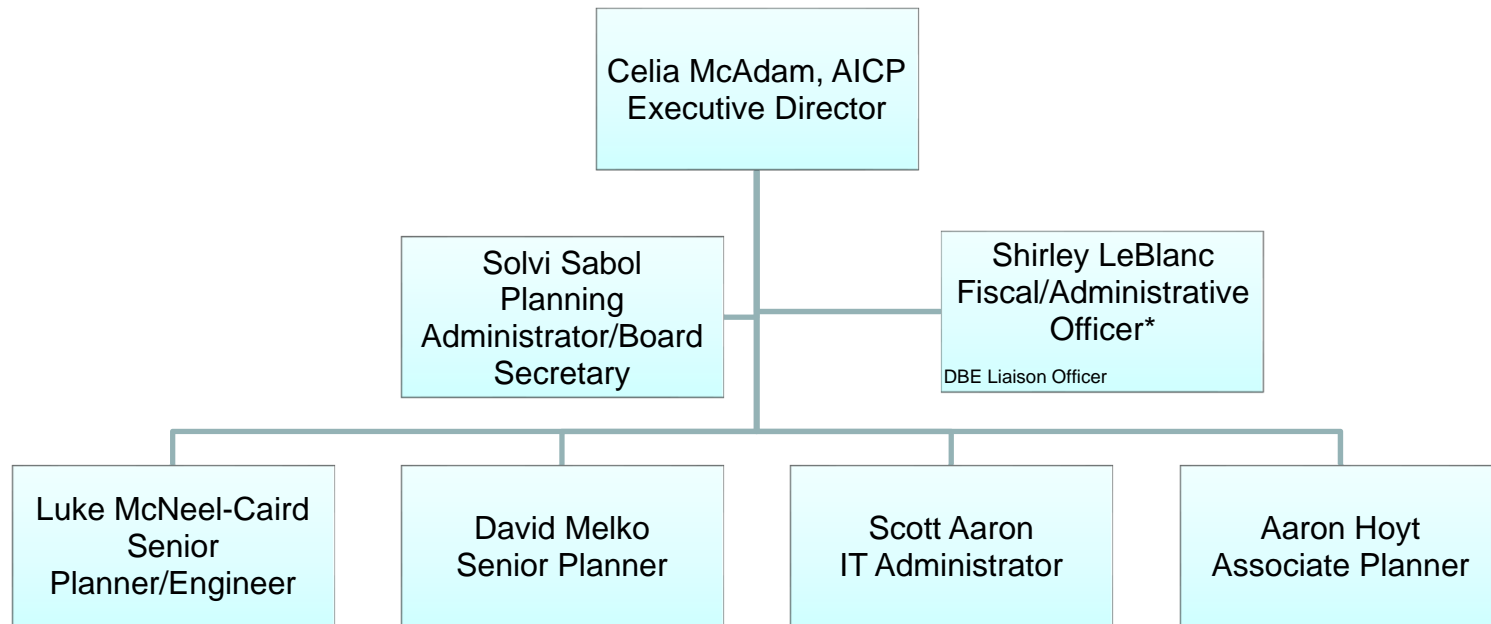 Celia McAdam, AICP
Executive Director
Solvi Sabol
Planning
Administrator/Board
Secretary
Shirley LeBlanc
Fiscal/Administrative
Officer*
DBE Liaison Officer
Luke McNeel-Caird
Senior
Planner/Engineer
David Melko
Senior Planner
Scott Aaron
IT Administrator
Aaron Hoyt
Associate Planner